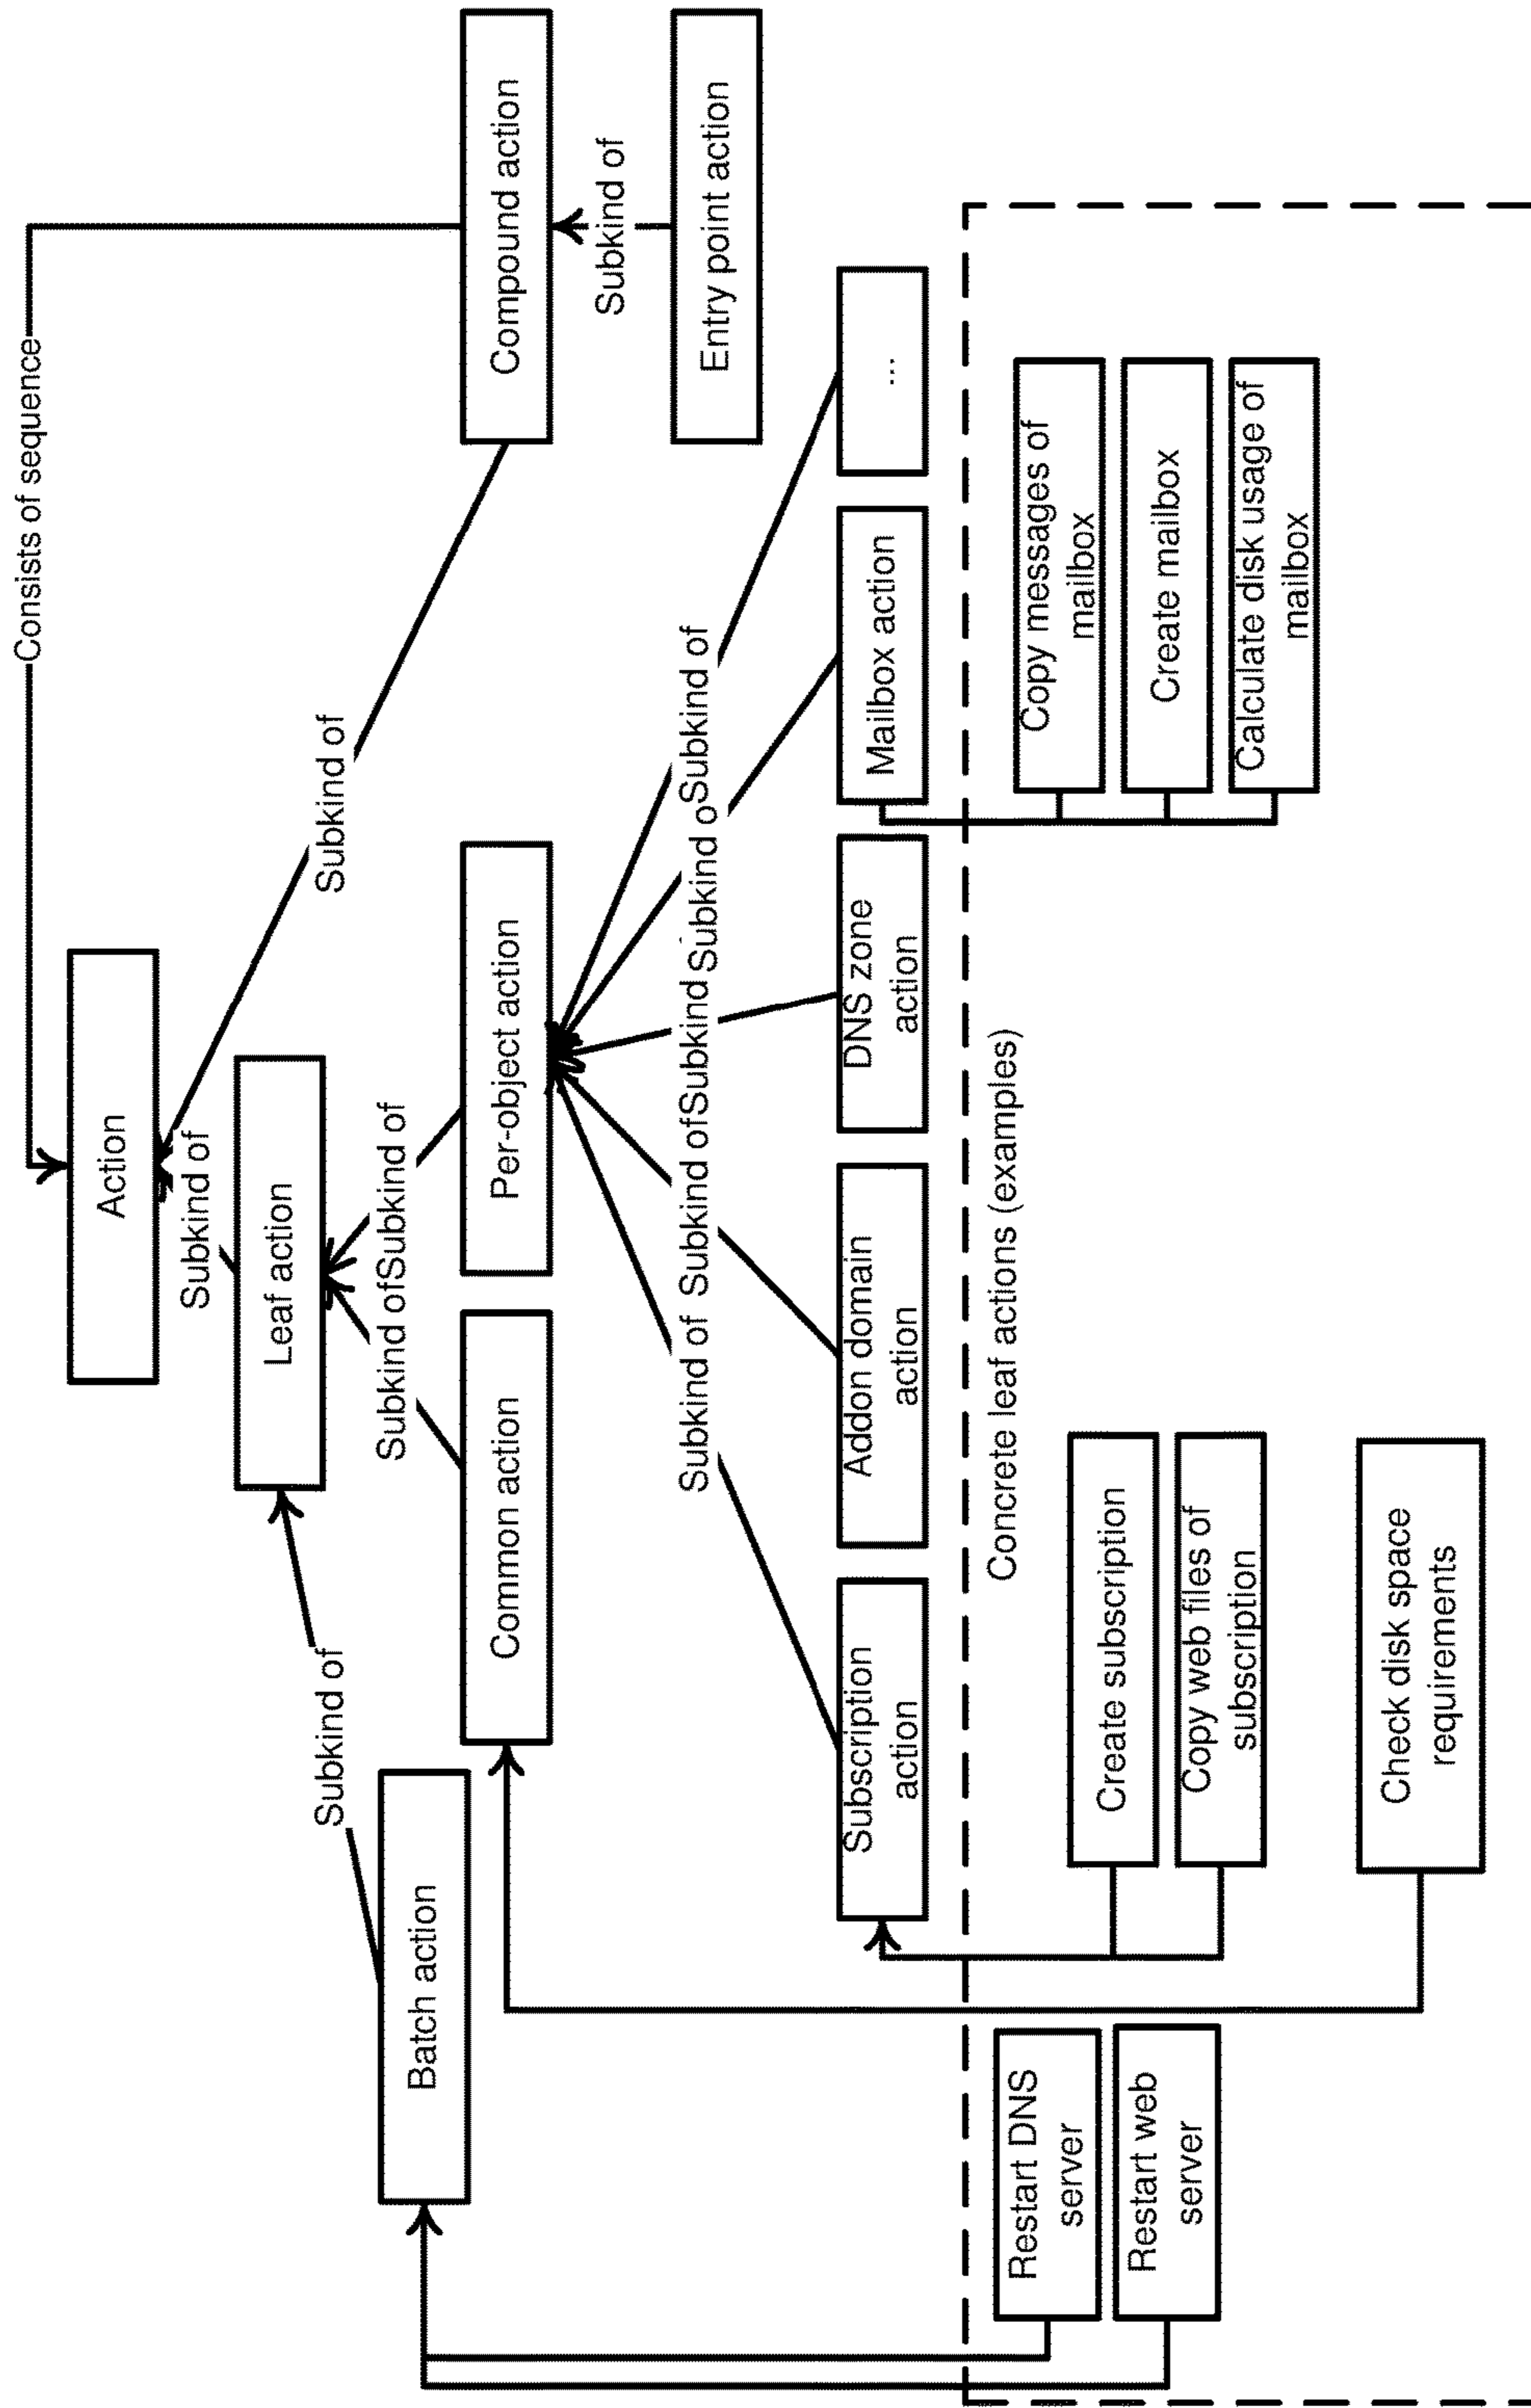 Consists of sequence
Action
Subkind of
Subkind of
Leaf action
Compound action
Subkind of
Subkind of
Subkind of
Batch action
Common action
Per-object action
Subkind of
Entry point action
Subkind of
Subkind of
Subkind
Subkind o
Subkind of
Subscription
action
Addon domain
action
DNS zone
action
Mailbox action
...
Concrete leaf actions (examples)
Restart DNS
server
Restart web
server
Create subscription
Copy web files of
subscription
Check disk space
requirements
Copy messages of
mailbox
Create mailbox
Calculate disk usage of
mailbox